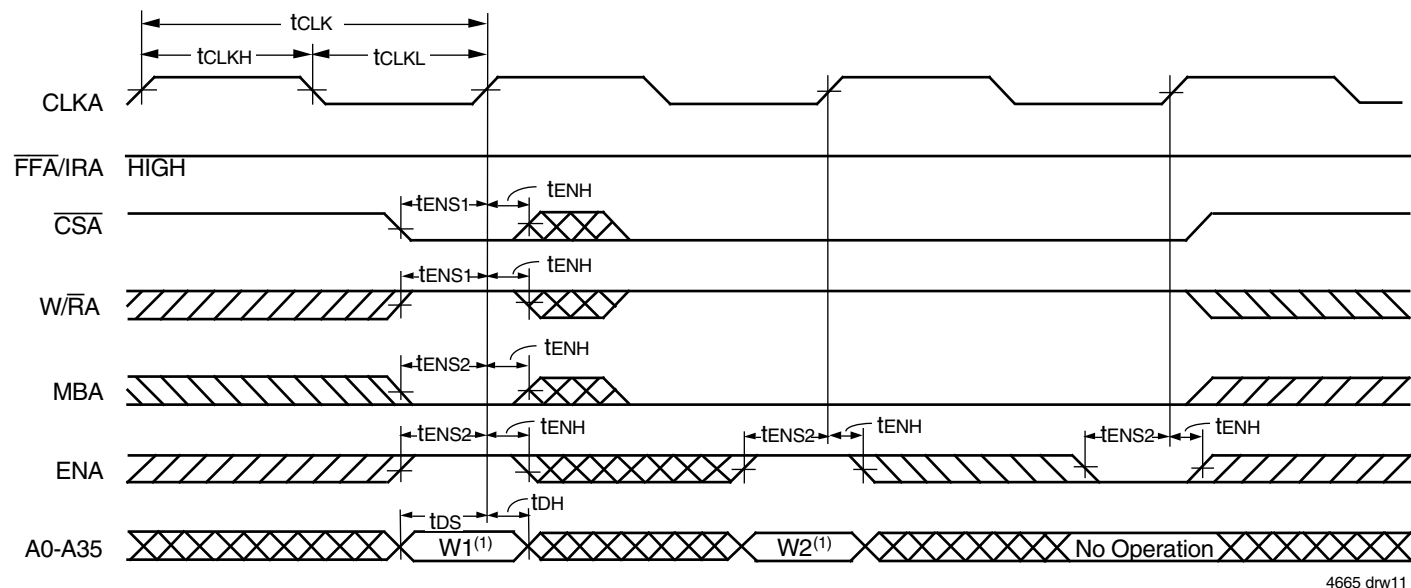 tCLK
tCLKH
tCLKL
CLKA
FFA/IRA
HIGH
tENS1
tENH
CSA
tENS1
tENH
W/RA
tENS2
tENH
MBA
tENS2
tENH
tENS2
tENH
tENS2
tENH
ENA
tDS
tDH
A0-A35
W1(1)
W2(1)
No Operation
4665 drw11